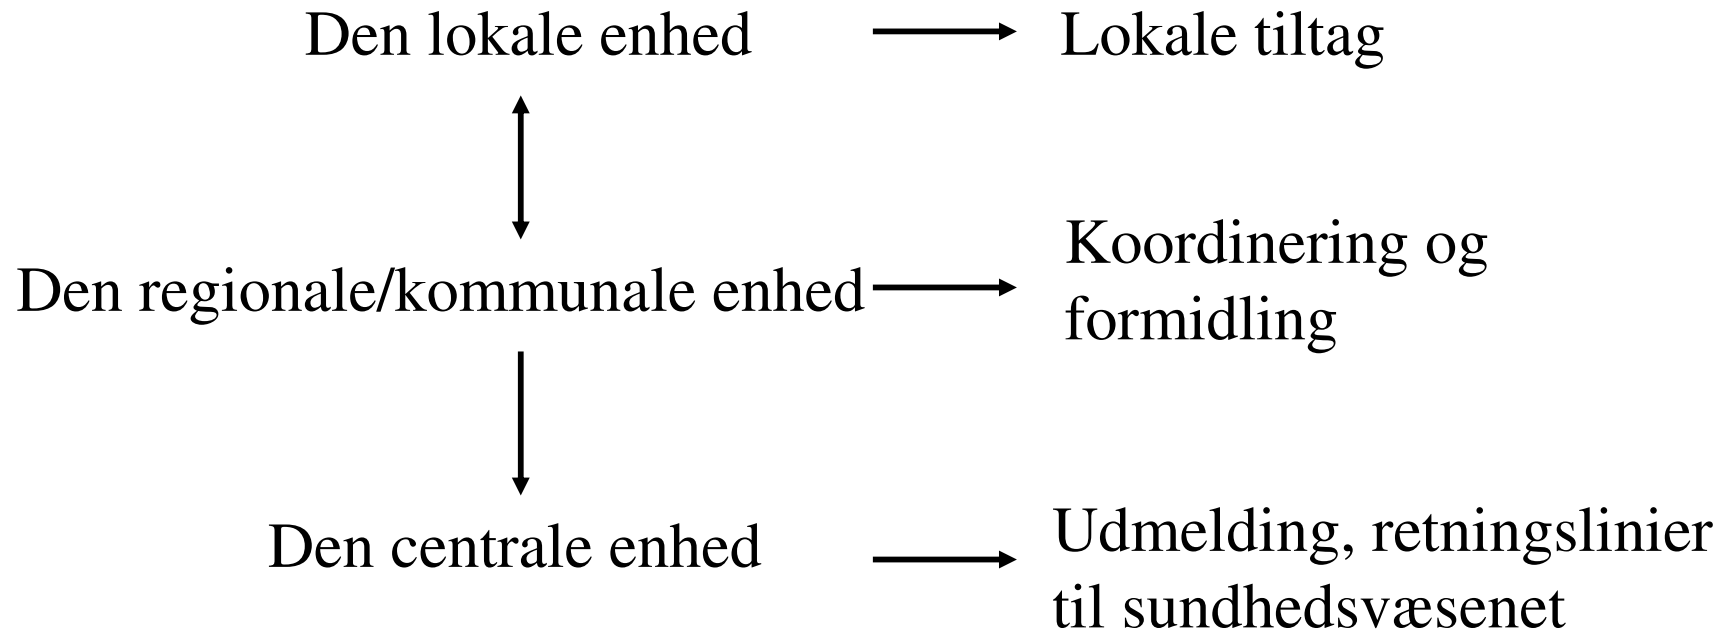 Den lokale enhed
Lokale tiltag
Den regionale/kommunale enhed
Koordinering og
formidling
Den centrale enhed
Udmelding, retningslinier
til sundhedsvæsenet